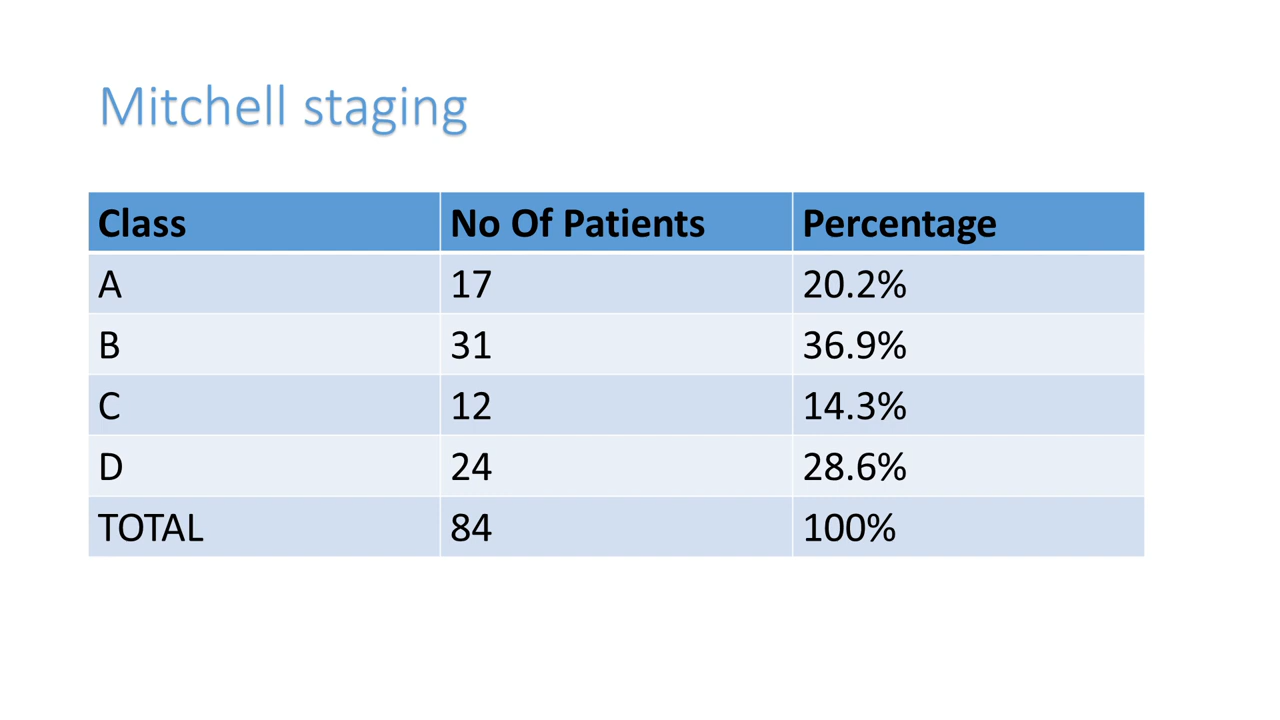 Mitchell staging
Class No Of Patients Percentage
A 17 20.2%
B 31 36.9%
C 12 14.3%
D 24 28.6%
TOTAL 84 100%